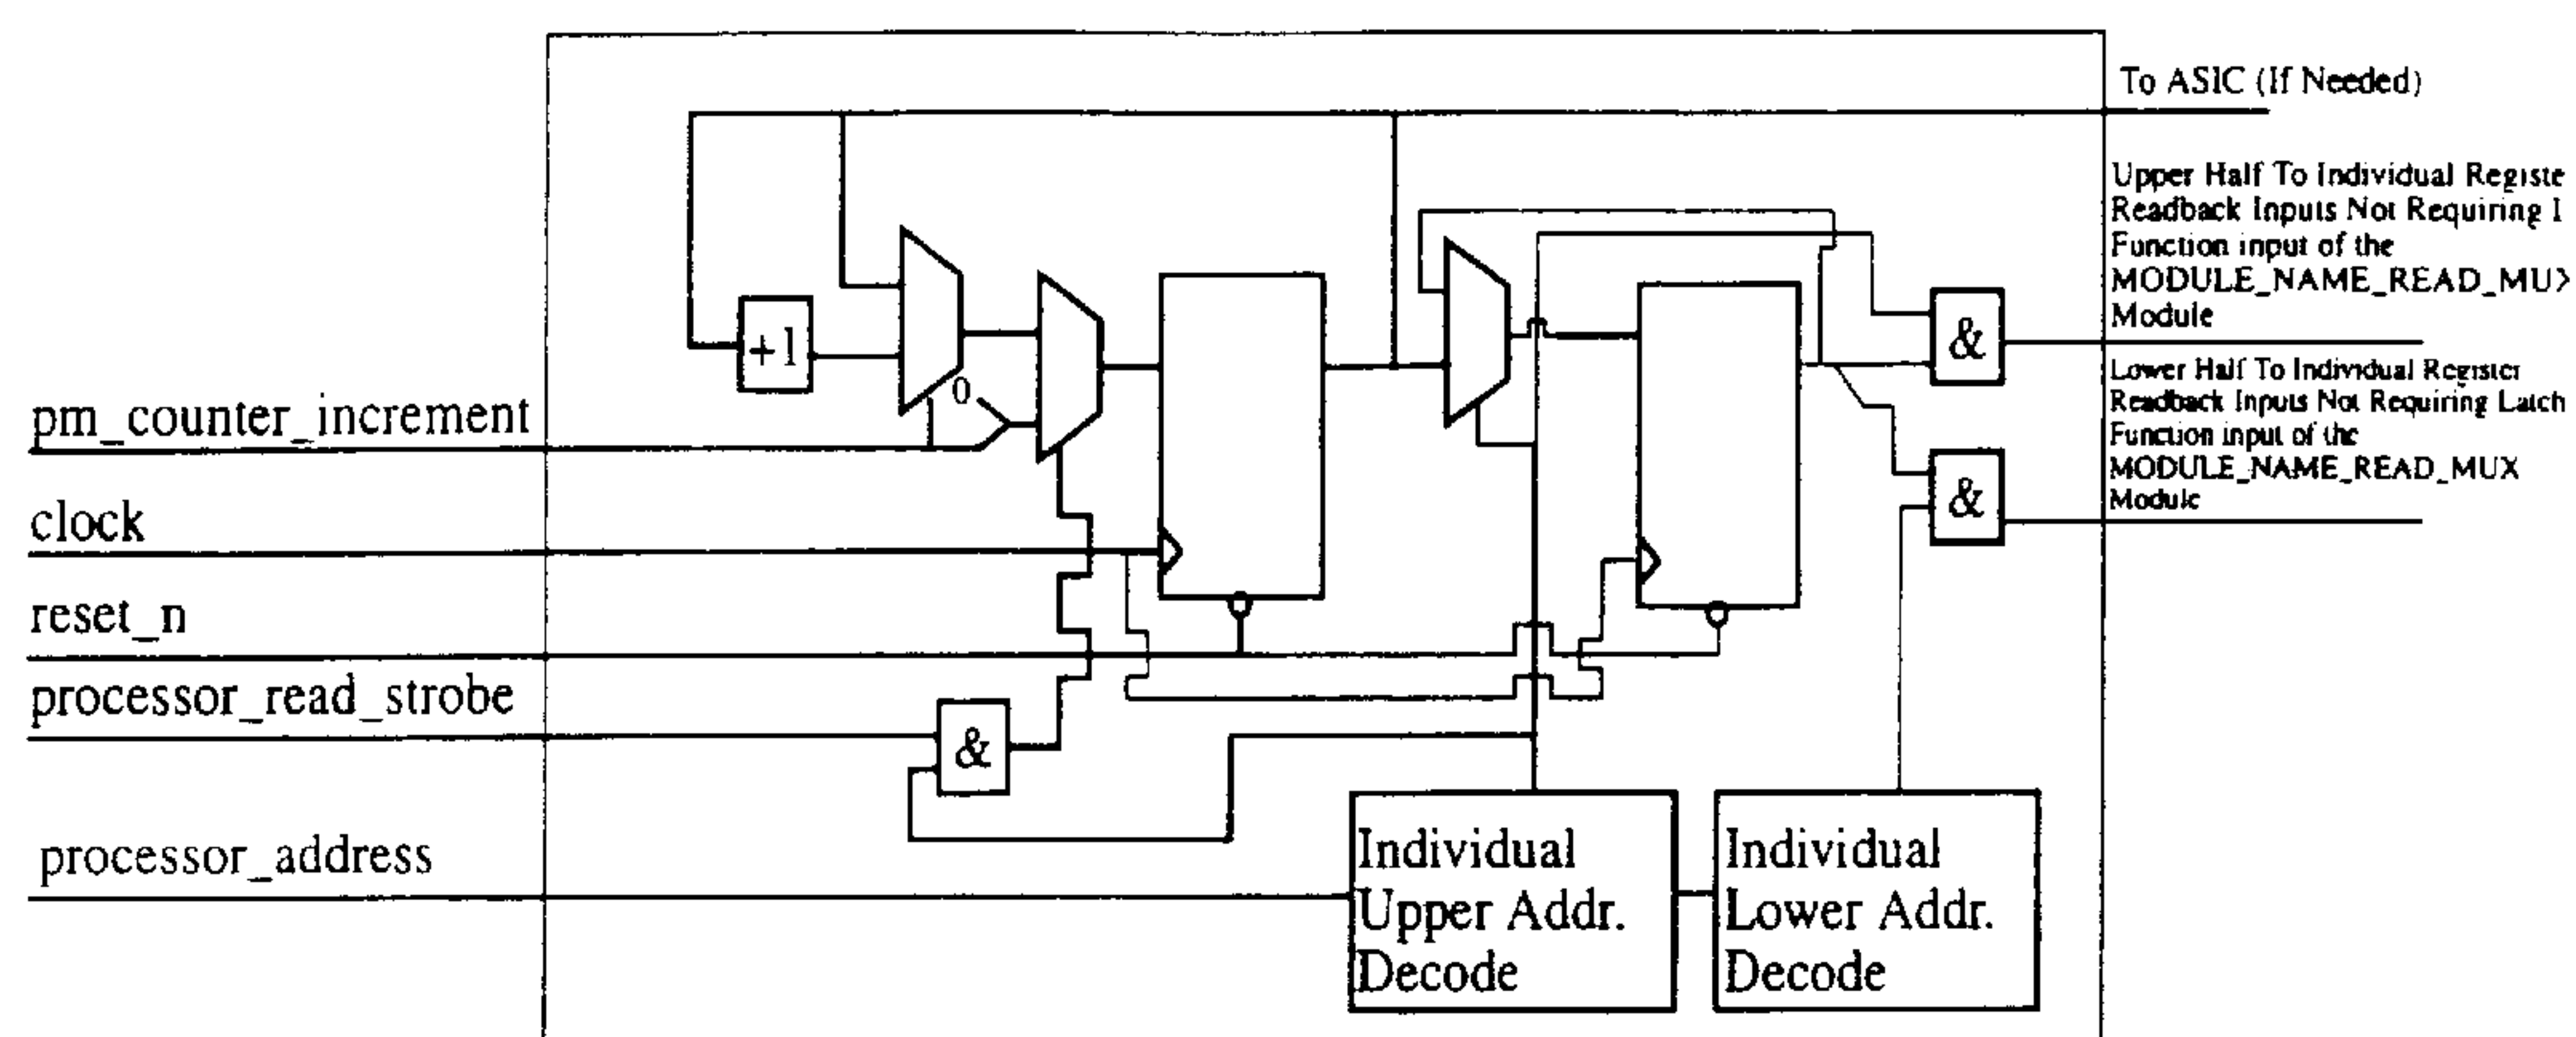 To ASIC (If Needed)
Upper Half To Individual Registe
Readback Inputs Not Requiring
Function input of the
MODULE_NAME_READ_MUX
Module
Lower Half To Individual Register
Readback Inputs Not Requiring Latch
Function input of the
MODULE_NAME_READ_MUX
Module
+1
0
&
&
pm_counter_increment
clock
reset_n
processor_read_strobe
&
processor_address
Individual
Upper Addr.
Decode
Individual
Lower Addr.
Decode